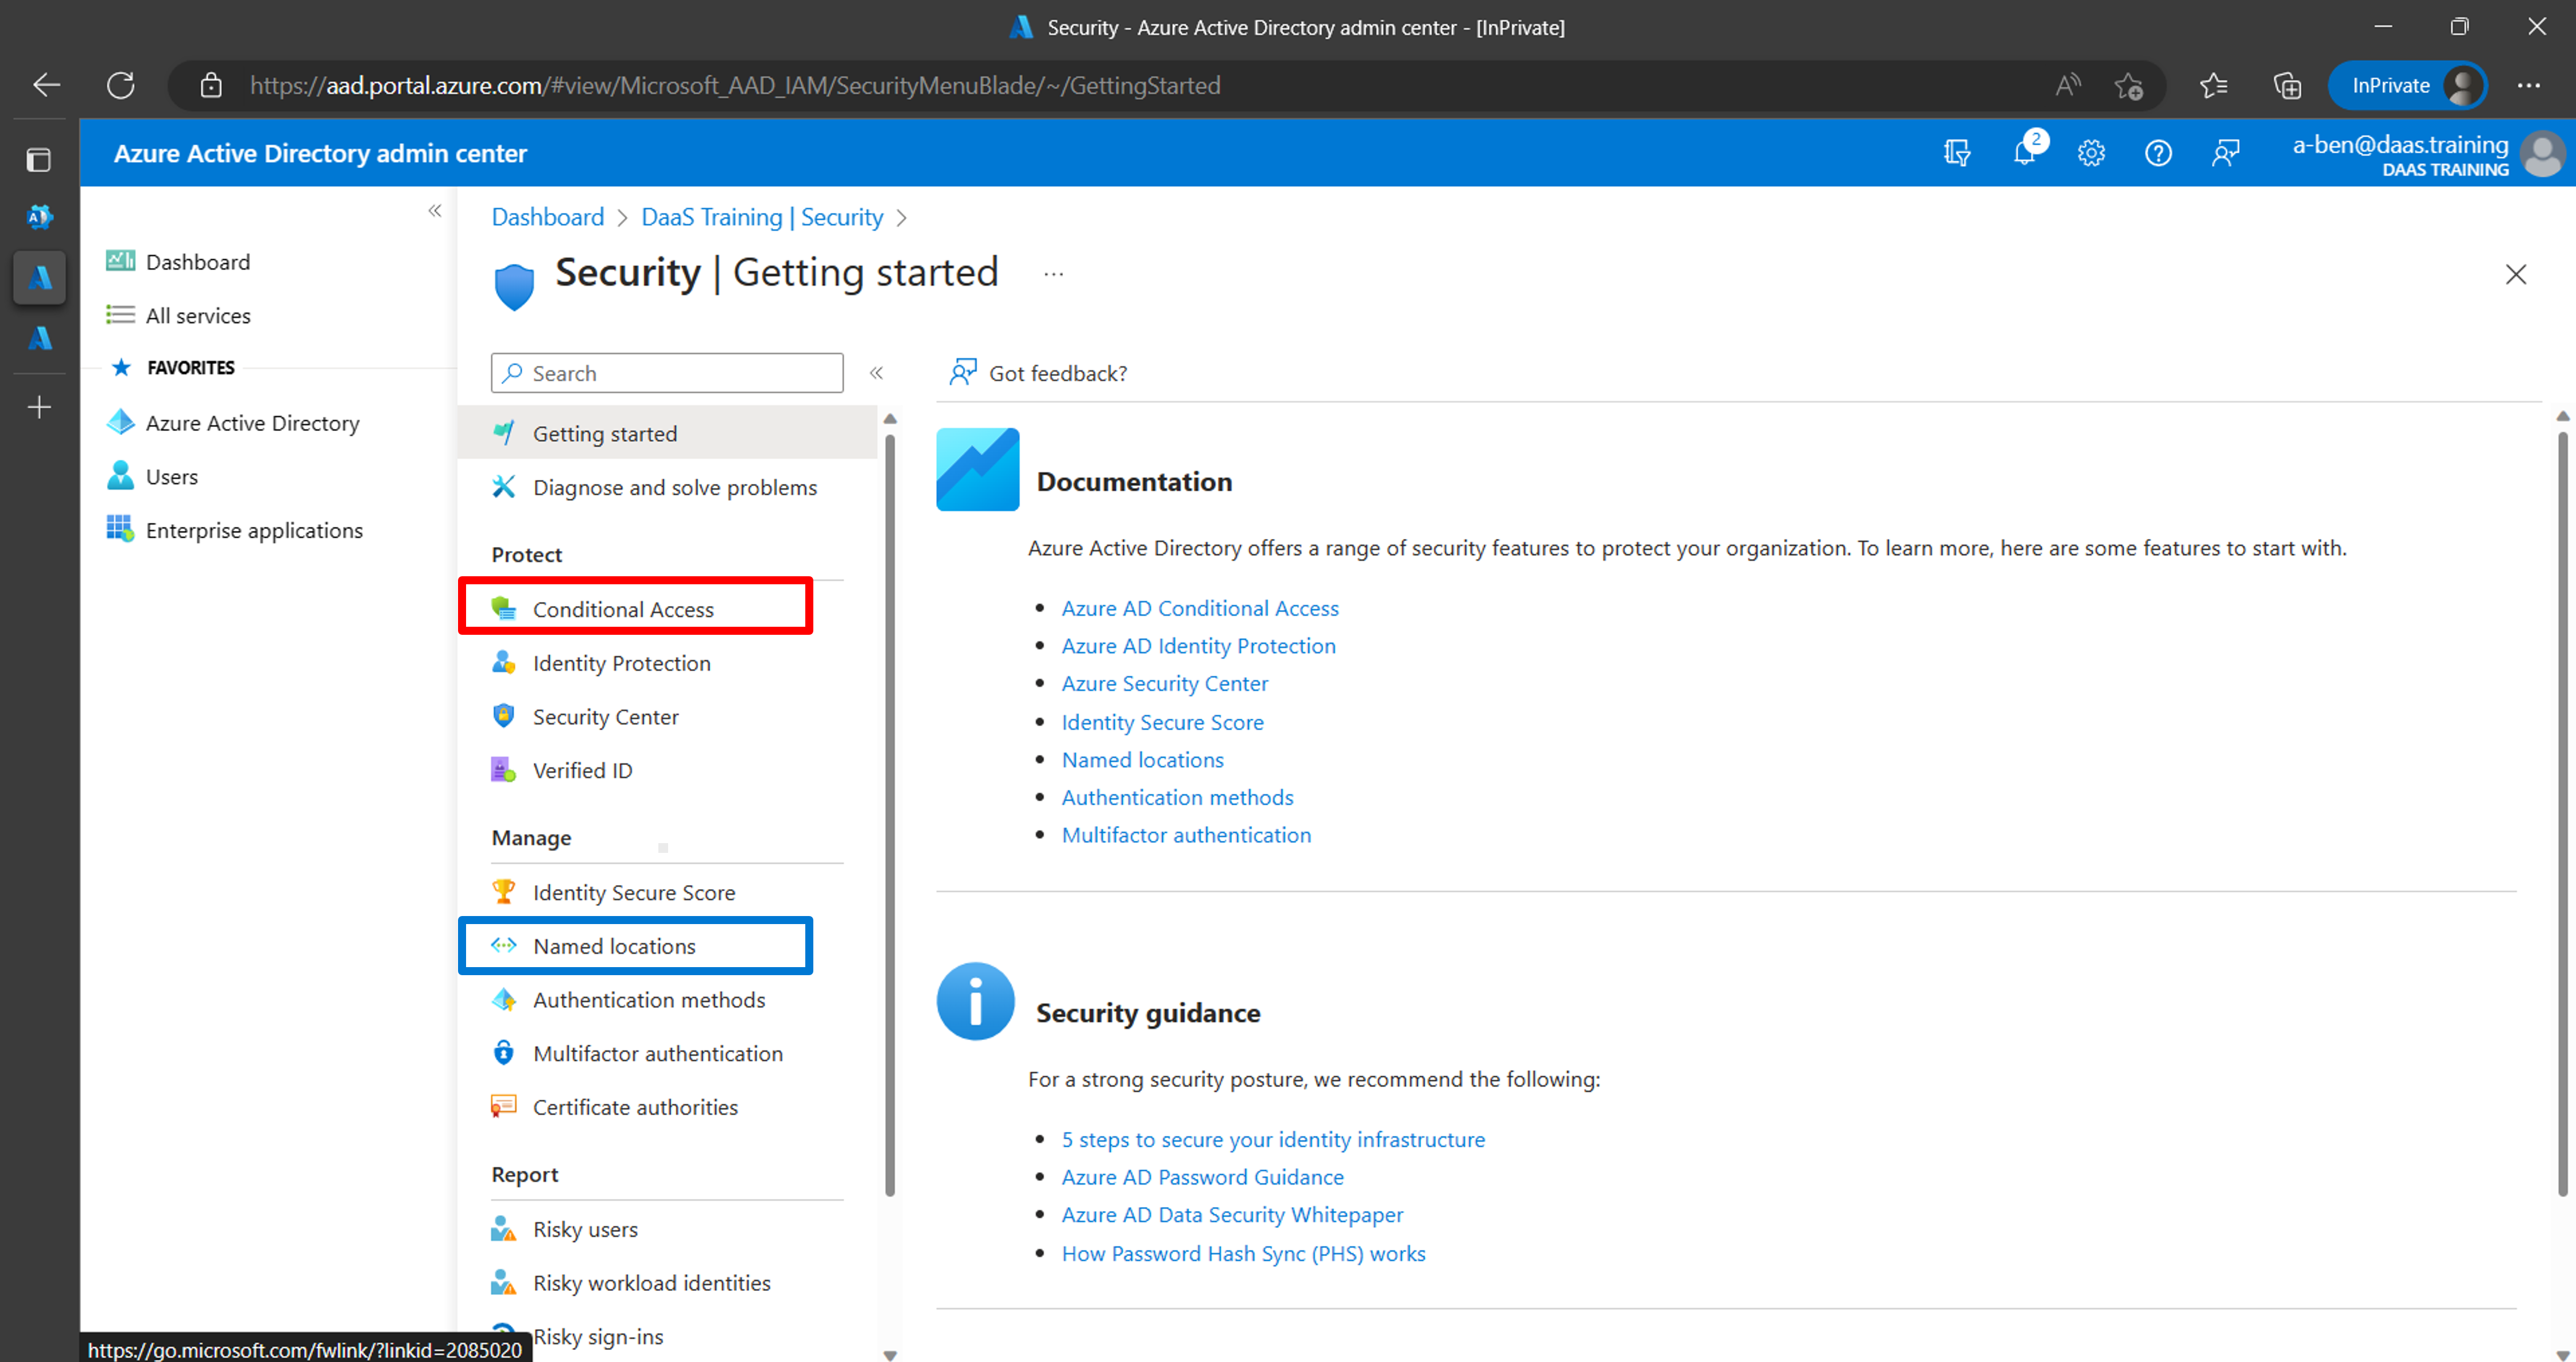 Security - Azure Active Directory admin center - [InPrivate]
https://aad.portal.azure.com/#view/Microsoft_AAD_IAM/SecurityMenuBlade/~/GettingStarted
InPrivate
Azure Active Directory admin center
2
a-ben@daas.training
DAAS TRAINING
Dashboard
All services
FAVORITES
Azure Active Directory
Users
Enterprise applications
Dashboard > DaaS Training | Security >
Security | Getting started
...
Search
Getting started
Diagnose and solve problems
Protect
Conditional Access
Identity Protection
Security Center
Verified ID
Manage
Identity Secure Score
Named locations
Authentication methods
Multifactor authentication
Certificate authorities
Report
Risky users
Risky workload identities
Risky sign-ins
Got feedback?
Documentation
Azure Active Directory offers a range of security features to protect your organization. To learn more, here are some features to start with.
• Azure AD Conditional Access
• Azure AD Identity Protection
• Azure Security Center
• Identity Secure Score
• Named locations
• Authentication methods
• Multifactor authentication
Security guidance
For a strong security posture, we recommend the following:
• 5 steps to secure your identity infrastructure
• Azure AD Password Guidance
• Azure AD Data Security Whitepaper
• How Password Hash Sync (PHS) works
https://go.microsoft.com/fwlink/?linkid=2085020